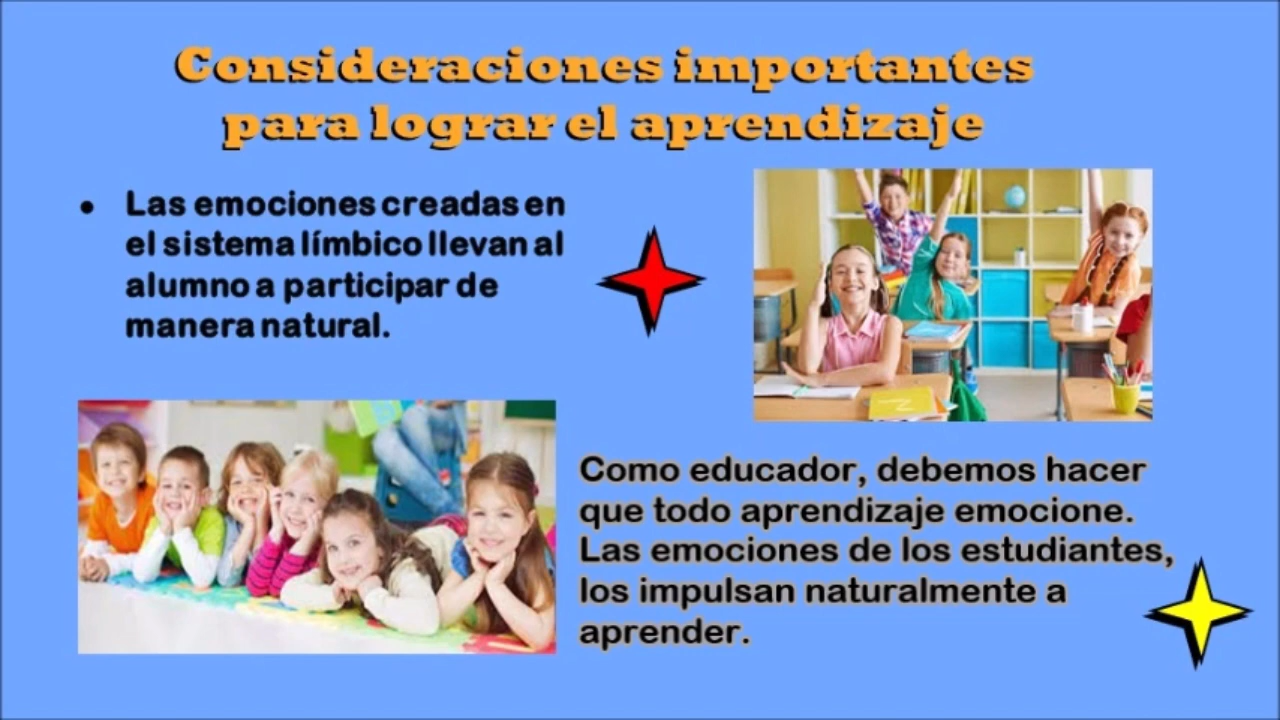 Consideraciones importantes
para lograr el aprendizaje
• Las emociones creadas en
el sistema límbico llevan al
alumno a participar de
manera natural.
Como educador, debemos hacer
que todo aprendizaje emocione.
Las emociones de los estudiantes,
los impulsan naturalmente a
aprender.